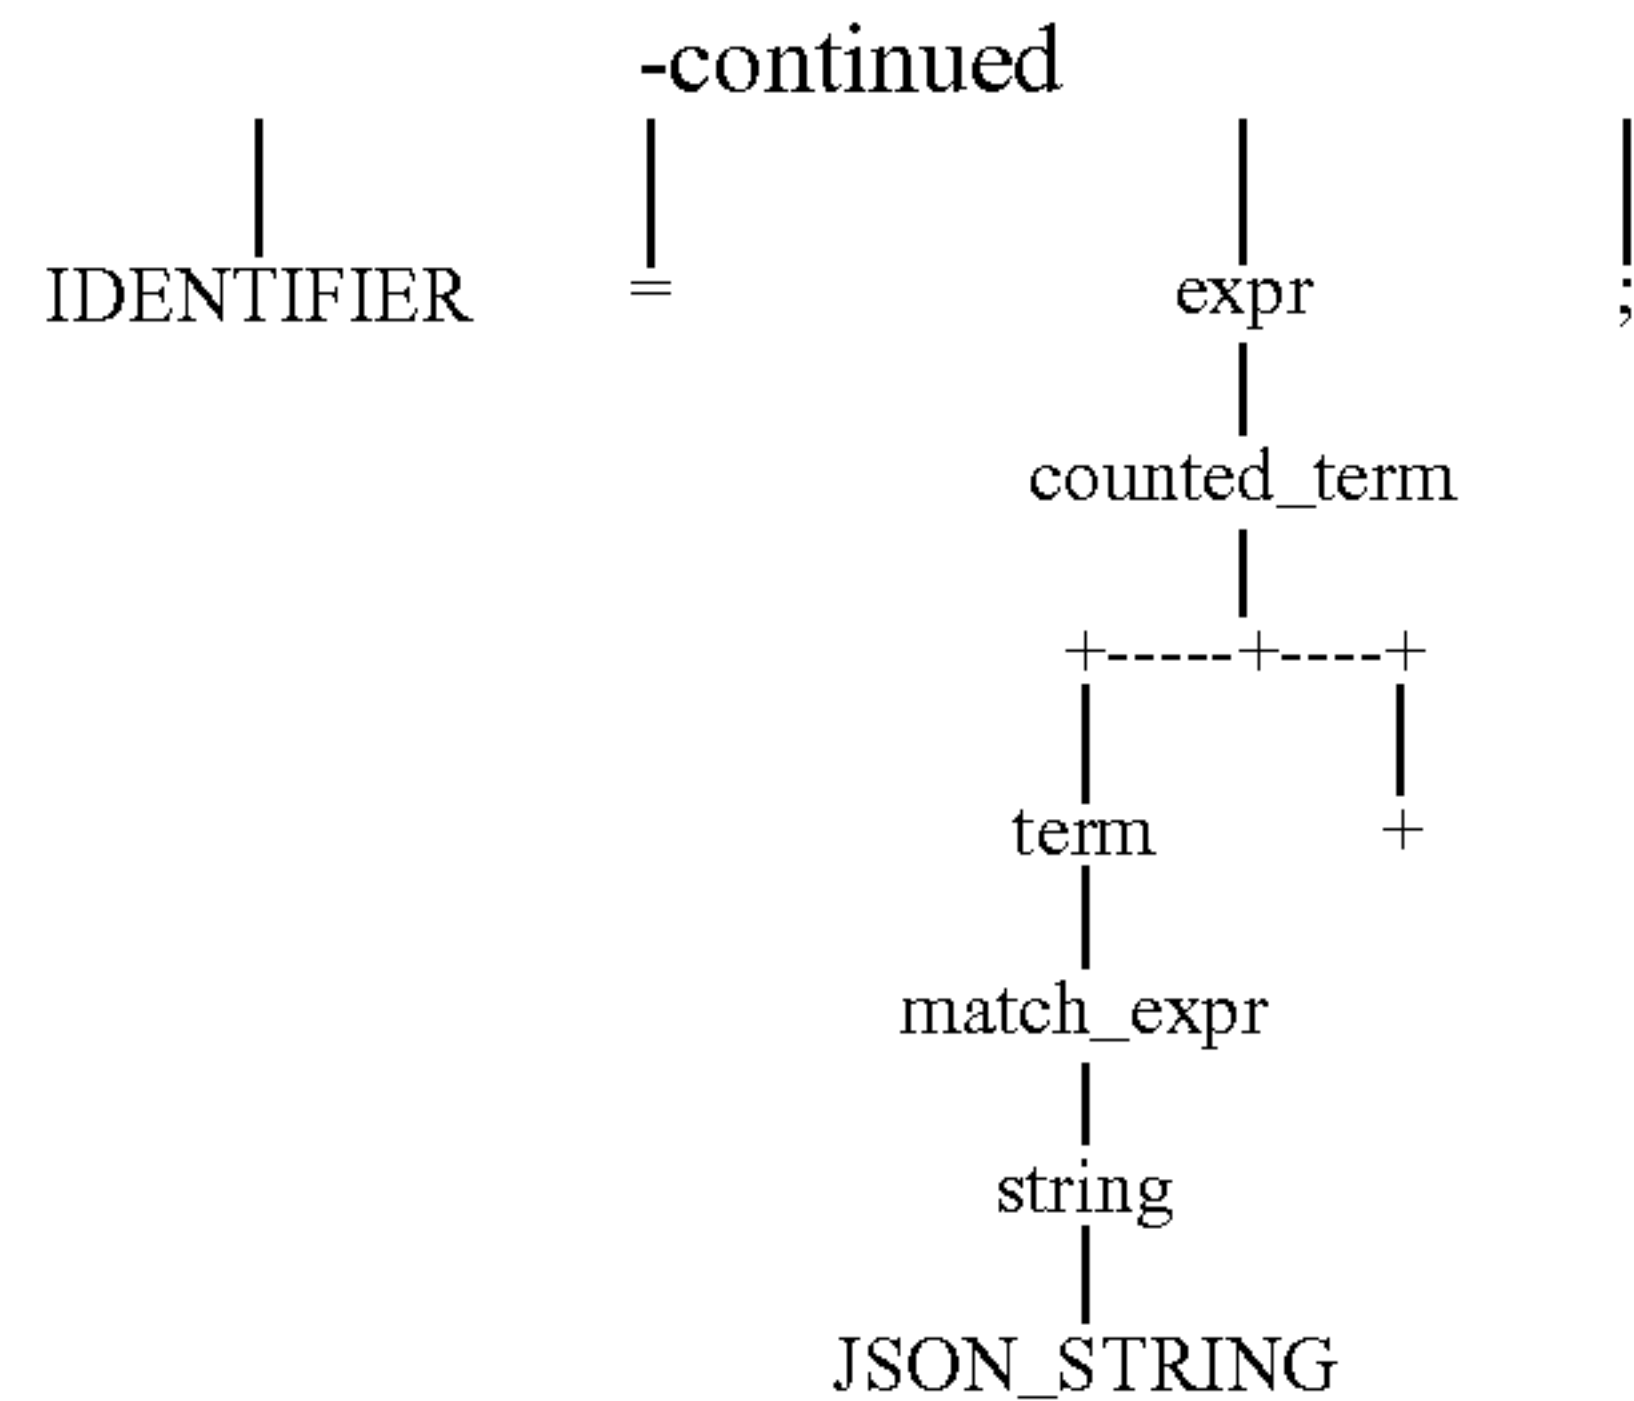 -continued
IDENTIFIER = expr ;
counted_term
+-----+----+
term +
match_expr
string
JSON_STRING